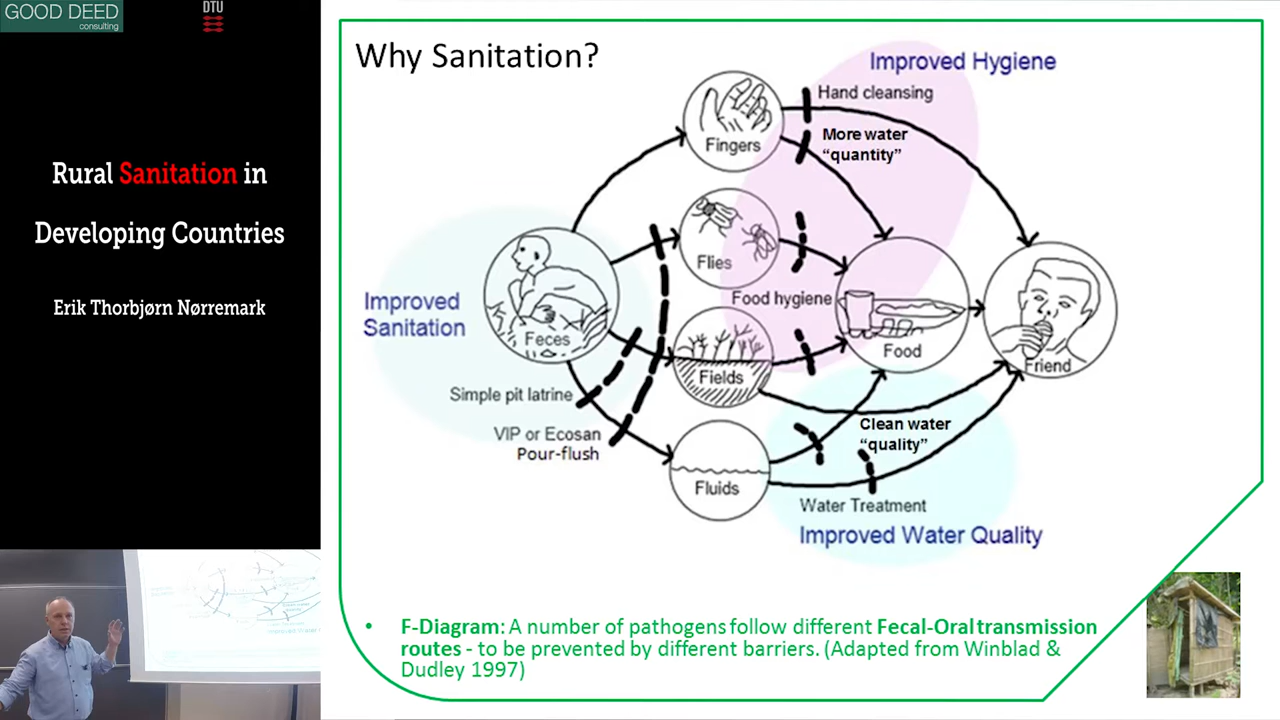 GOOD DEED
consulting
DTU
Rural Sanitation in
Developing Countries
Erik Thorbjørn Nørremark
Why Sanitation?
Improved Hygiene
Hand cleansing
More water
“quantity”
Fingers
Flies
Food hygiene
Improved
Sanitation
Feces
Fields
Food
Friend
Simple pit latrine
VIP or Ecosan
Pour-flush
Clean water
“quality”
Fluids
Water Treatment
Improved Water Quality
• F-Diagram: A number of pathogens follow different Fecal-Oral transmission
routes - to be prevented by different barriers. (Adapted from Winblad &
Dudley 1997)